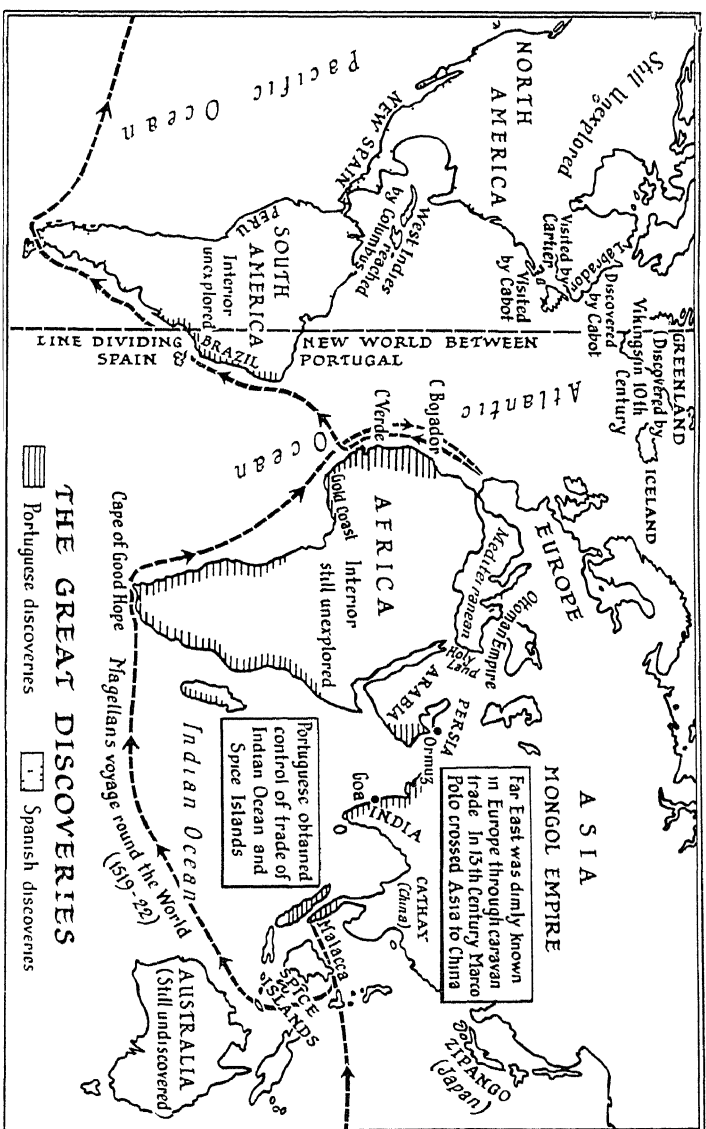 Still Unexplored
NORTH
AMERICA
Pacific Ocean
NEW SPAIN
West Indies
reached
by Columbus
Visited by
Cartier
Labrador
Discovered
by Cabot
Visited
by Cabot
GREENLAND
Discovered by
Vikings in 10th
Century
ICELAND
SOUTH
AMERICA
Interior
unexplored
PERU
BRAZIL
LINE DIVIDING NEW WORLD BETWEEN
SPAIN & PORTUGAL
Atlantic
Ocean
C Bojador
C Verde
Gold Coast
AFRICA
Interior
still unexplored
EUROPE
Mediterranean
Ottoman Empire
Holy
Land
ARABIA
PERSIA
Ormuz
ASIA
MONGOL EMPIRE
Far East was dimly known
in Europe through caravan
trade In 13th Century Marco
Polo crossed Asia to China
Goa
INDIA
CATHAY
(China)
ZIPANGO
(Japan)
Portuguese obtained
control of trade of
Indian Ocean and
Spice Islands
Malacca
SPICE
ISLANDS
Indian Ocean
AUSTRALIA
(Still undiscovered)
Cape of Good Hope
Magellans voyage round the World
(1519-22)
THE GREAT DISCOVERIES
Portuguese discoveries
Spanish discoveries